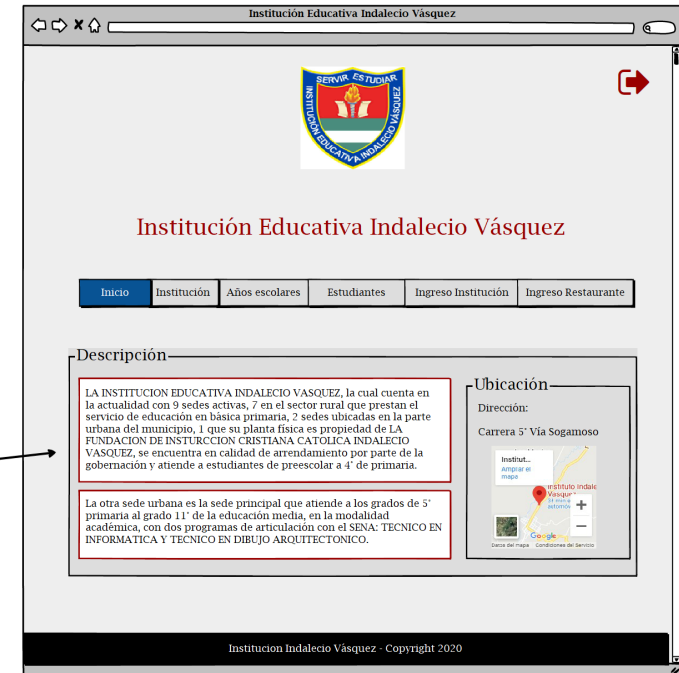 Institución Educativa Indalecio Vásquez
SERVIR ESTUDIAR
INSTITUCIÓN EDUCATIVA INDALECIO VÁSQUEZ
Institución Educativa Indalecio Vásquez
Inicio Institución Años escolares Estudiantes Ingreso Institución Ingreso Restaurante
Descripción
LA INSTITUCION EDUCATIVA INDALECIO VASQUEZ, la cual cuenta en
la actualidad con 9 sedes activas, 7 en el sector rural que prestan el
servicio de educación en básica primaria, 2 sedes ubicadas en la parte
urbana del municipio, 1 que su planta física es propiedad de LA
FUNDACION DE INSTURCCION CRISTIANA CATOLICA INDALECIO
VASQUEZ, se encuentra en calidad de arrendamiento por parte de la
gobernación y atiende a estudiantes de preescolar a 4° de primaria.
La otra sede urbana es la sede principal que atiende a los grados de 5°
primaria al grado 11° de la educación media, en la modalidad
académica, con dos programas de articulación con el SENA: TECNICO EN
INFORMATICA Y TECNICO EN DIBUJO ARQUITECTONICO.
Ubicación
Dirección:
Carrera 5° Vía Sogamoso
Institut...
Ampliar el
mapa
Instituto Indale
Vasquez
Google
Datos del mapa Condiciones del Servicio
Institucion Indalecio Vásquez - Copyright 2020